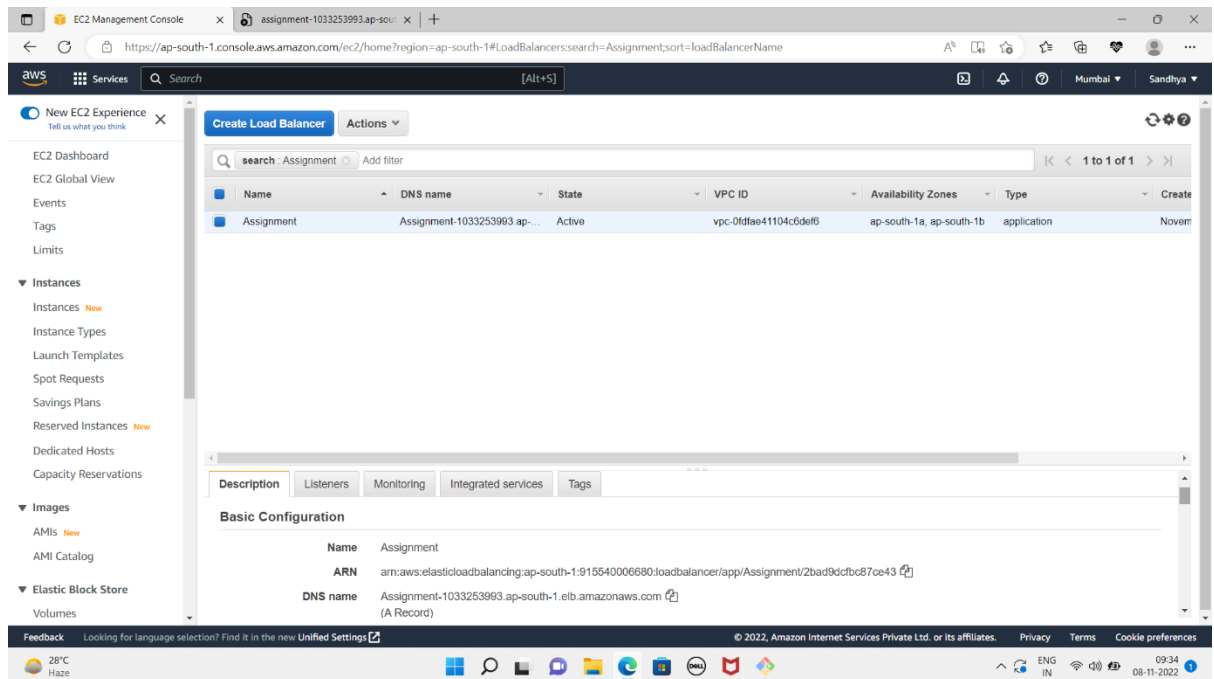 EC2 Management Console
assignment-1033253993.ap-sou
https://ap-south-1.console.aws.amazon.com/ec2/home?region=ap-south-1#LoadBalancers:search=Assignment;sort=loadBalancerName
aws Services Search [Alt+S] Mumbai Sandhya
New EC2 Experience
Tell us what you think
EC2 Dashboard
EC2 Global View
Events
Tags
Limits
Instances
Instances New
Instance Types
Launch Templates
Spot Requests
Savings Plans
Reserved Instances New
Dedicated Hosts
Capacity Reservations
Images
AMIs New
AMI Catalog
Elastic Block Store
Volumes
Create Load Balancer Actions
search : Assignment Add filter 1 to 1 of 1
Name DNS name State VPC ID Availability Zones Type Create
Assignment Assignment-1033253993.ap-... Active vpc-0fdfae41104c6def6 ap-south-1a, ap-south-1b application Novem
Description Listeners Monitoring Integrated services Tags
Basic Configuration
Name Assignment
ARN arn:aws:elasticloadbalancing:ap-south-1:915540006680:loadbalancer/app/Assignment/2bad9dcfbc87ce43
DNS name Assignment-1033253993.ap-south-1.elb.amazonaws.com
(A Record)
Feedback Looking for language selection? Find it in the new Unified Settings © 2022, Amazon Internet Services Private Ltd. or its affiliates. Privacy Terms Cookie preferences
28°C
Haze
DELL
ENG
IN
09:34
08-11-2022
1